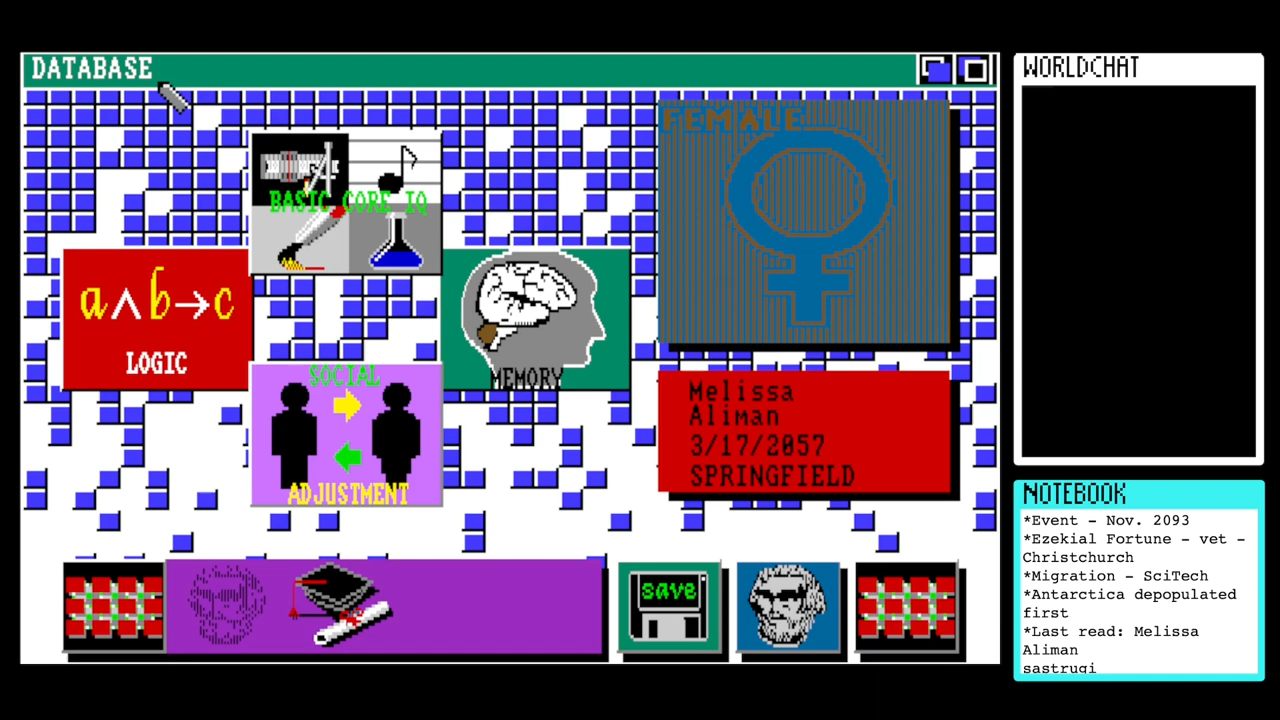 DATABASE
FEMALE
BASIC CORE IQ
a∧b→c
LOGIC
MEMORY
SOCIAL
ADJUSTMENT
Melissa
Aliman
3/17/2057
SPRINGFIELD
save
WORLDCHAT
NOTEBOOK
*Event - Nov. 2093
*Ezekial Fortune - vet -
Christchurch
*Migration - SciTech
*Antarctica depopulated
first
*Last read: Melissa
Aliman
sastrugi